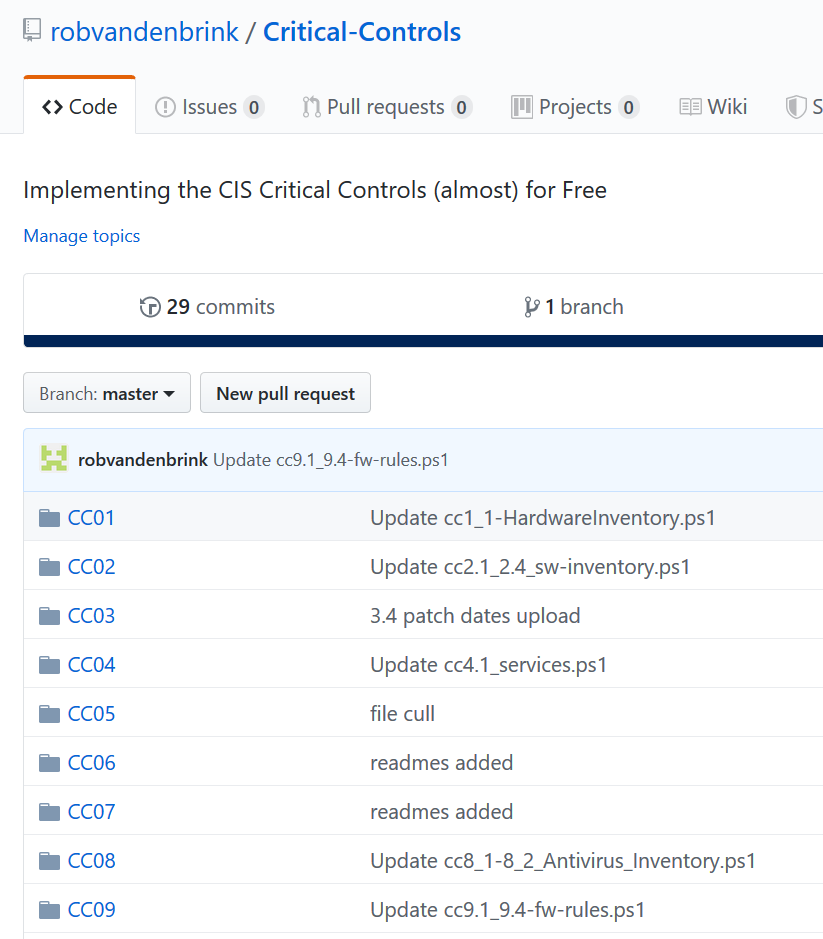 robvandenbrink / Critical-Controls
Code Issues 0 Pull requests 0 Projects 0 Wiki S
Implementing the CIS Critical Controls (almost) for Free
Manage topics
29 commits 1 branch
Branch: master New pull request
robvandenbrink Update cc9.1_9.4-fw-rules.ps1
CC01 Update cc1_1-HardwareInventory.ps1
CC02 Update cc2.1_2.4_sw-inventory.ps1
CC03 3.4 patch dates upload
CC04 Update cc4.1_services.ps1
CC05 file cull
CC06 readmes added
CC07 readmes added
CC08 Update cc8_1-8_2_Antivirus_Inventory.ps1
CC09 Update cc9.1_9.4-fw-rules.ps1